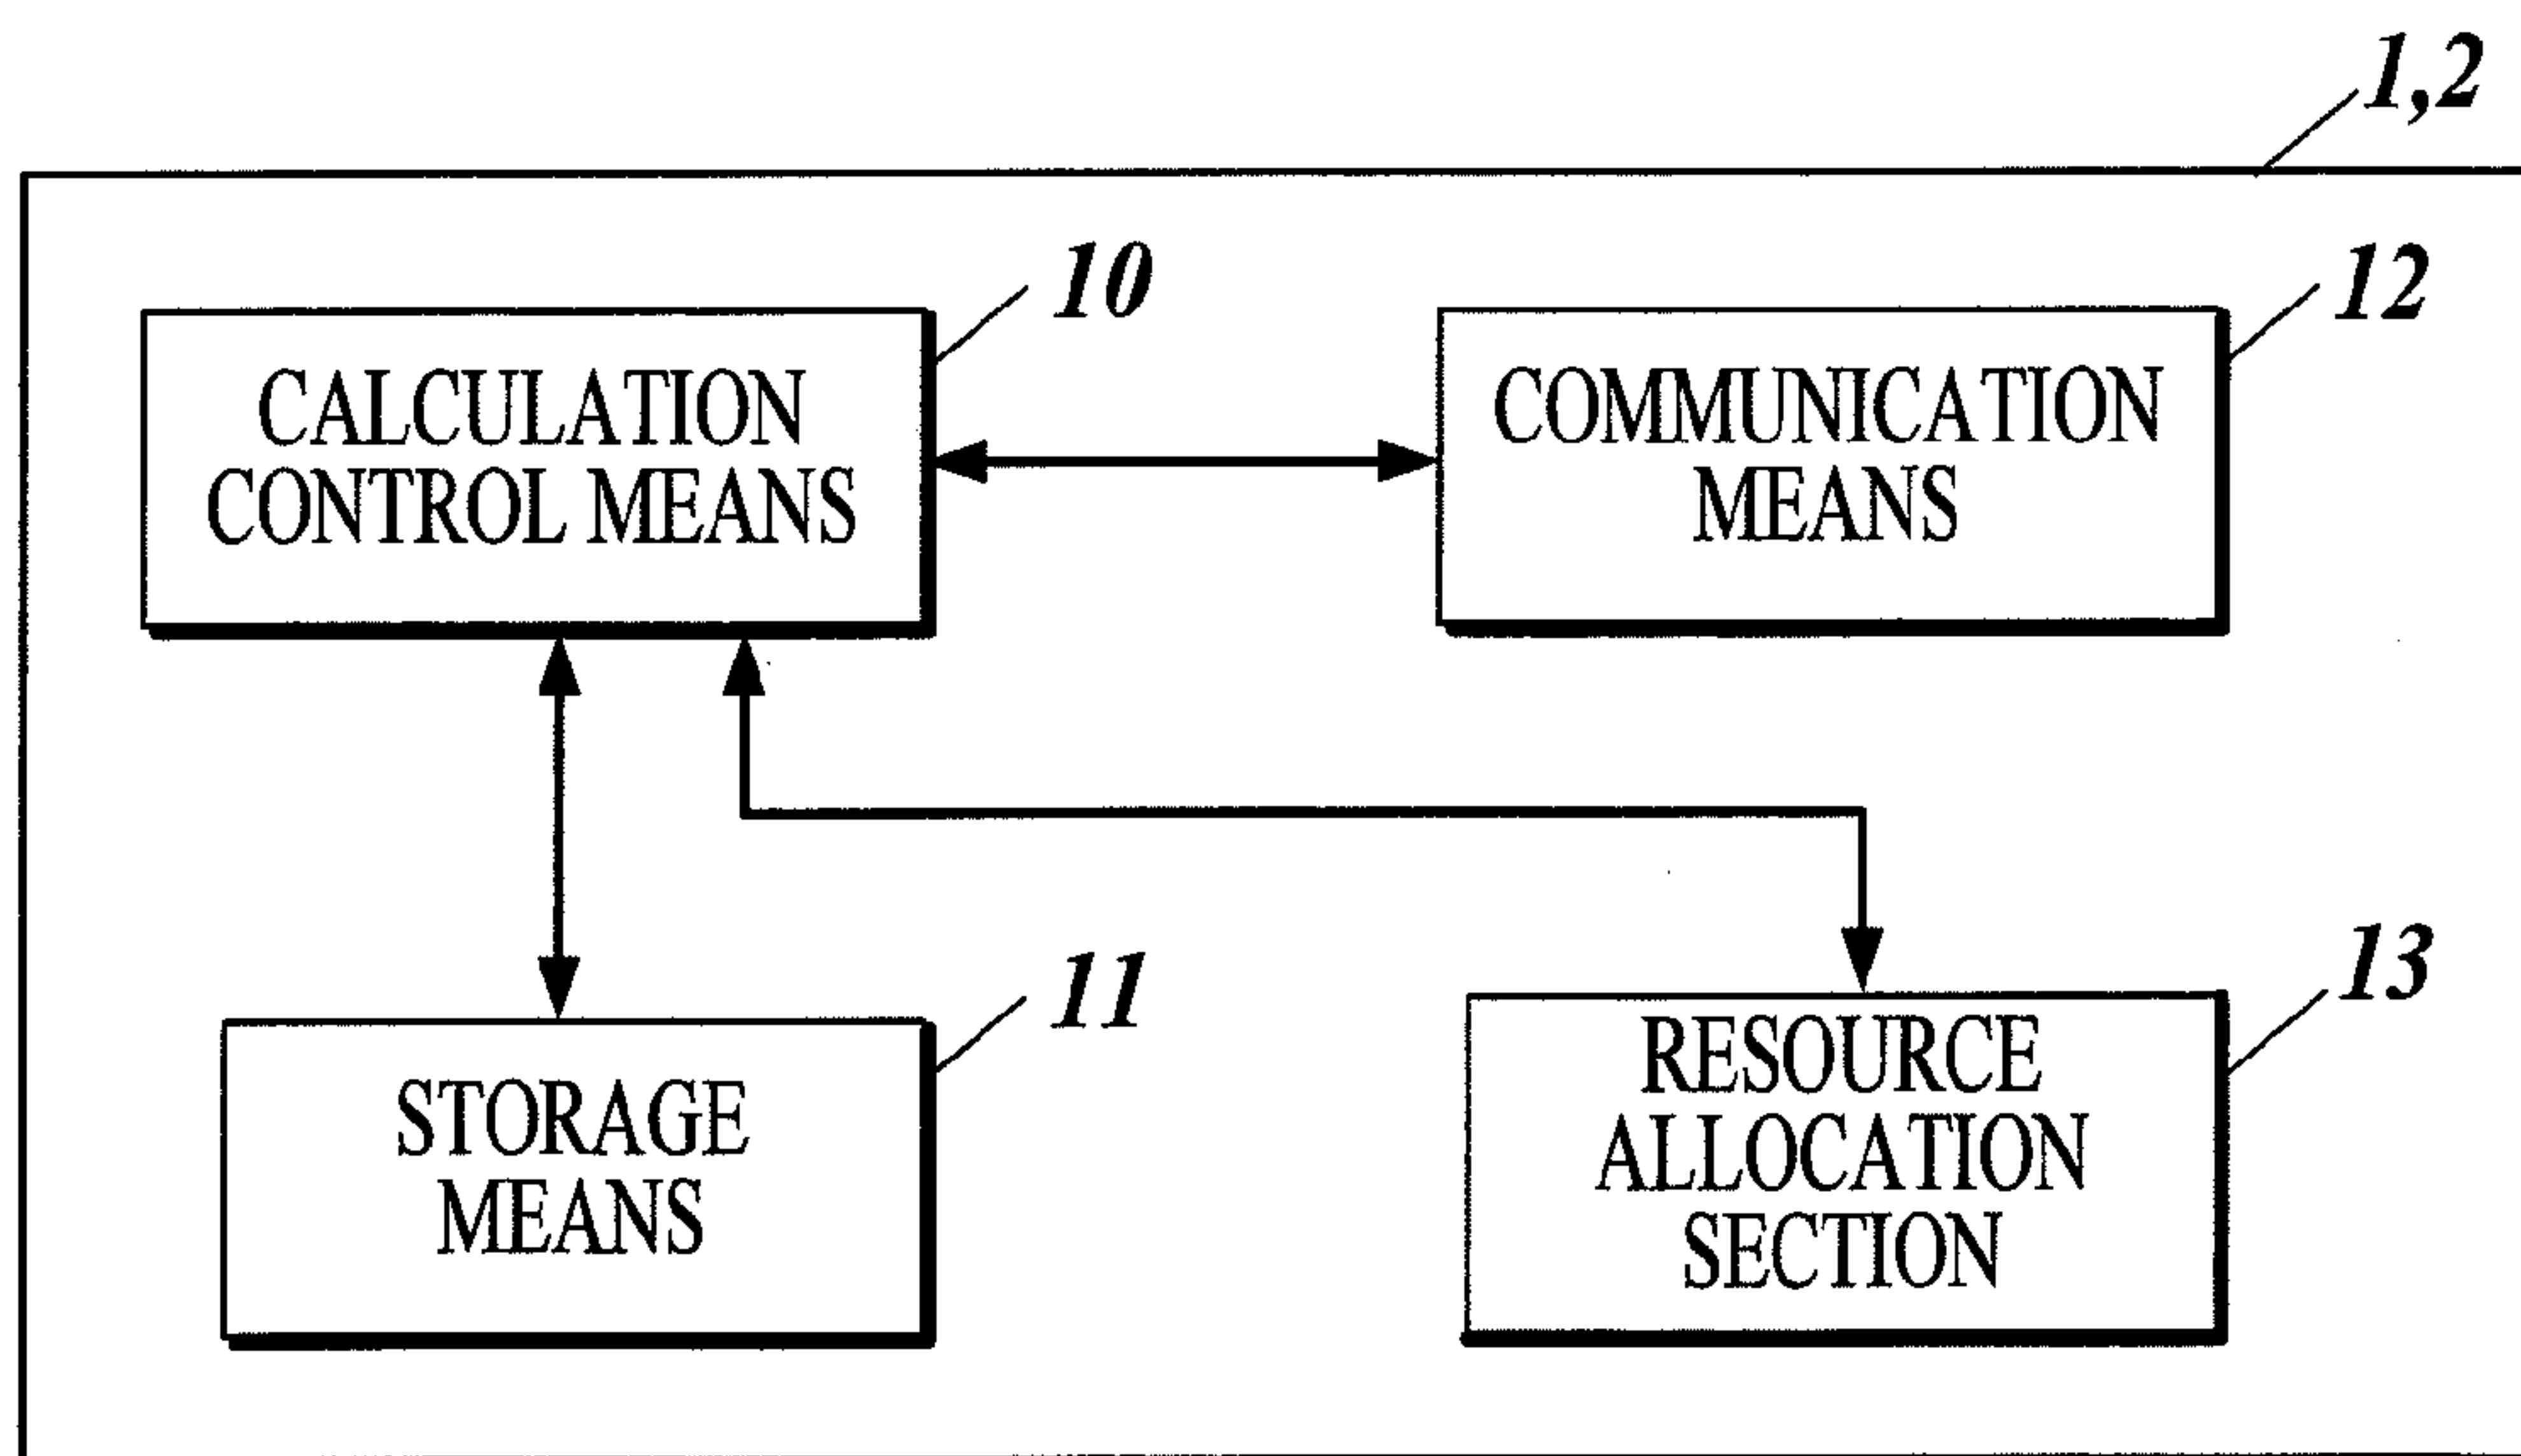 1,2
10
CALCULATION
CONTROL MEANS
12
COMMUNICATION
MEANS
11
STORAGE
MEANS
13
RESOURCE
ALLOCATION
SECTION